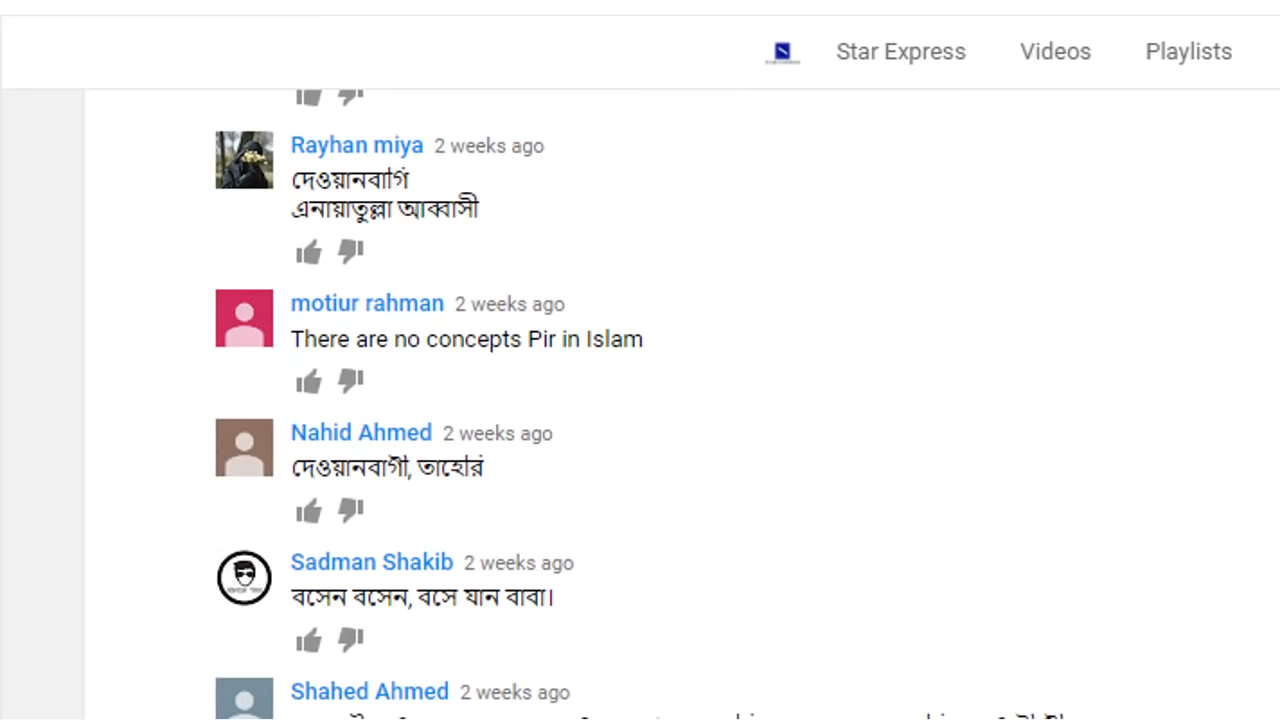 Star Express Videos Playlists
Rayhan miya 2 weeks ago
দেওয়ানবার্গি
এনায়াতুল্লা আব্বাসী
motiur rahman 2 weeks ago
There are no concepts Pir in Islam
Nahid Ahmed 2 weeks ago
দেওয়ানবার্গী, তাহেরি
Sadman Shakib 2 weeks ago
বসেন বসেন, বসে যান বাবা।
Shahed Ahmed 2 weeks ago